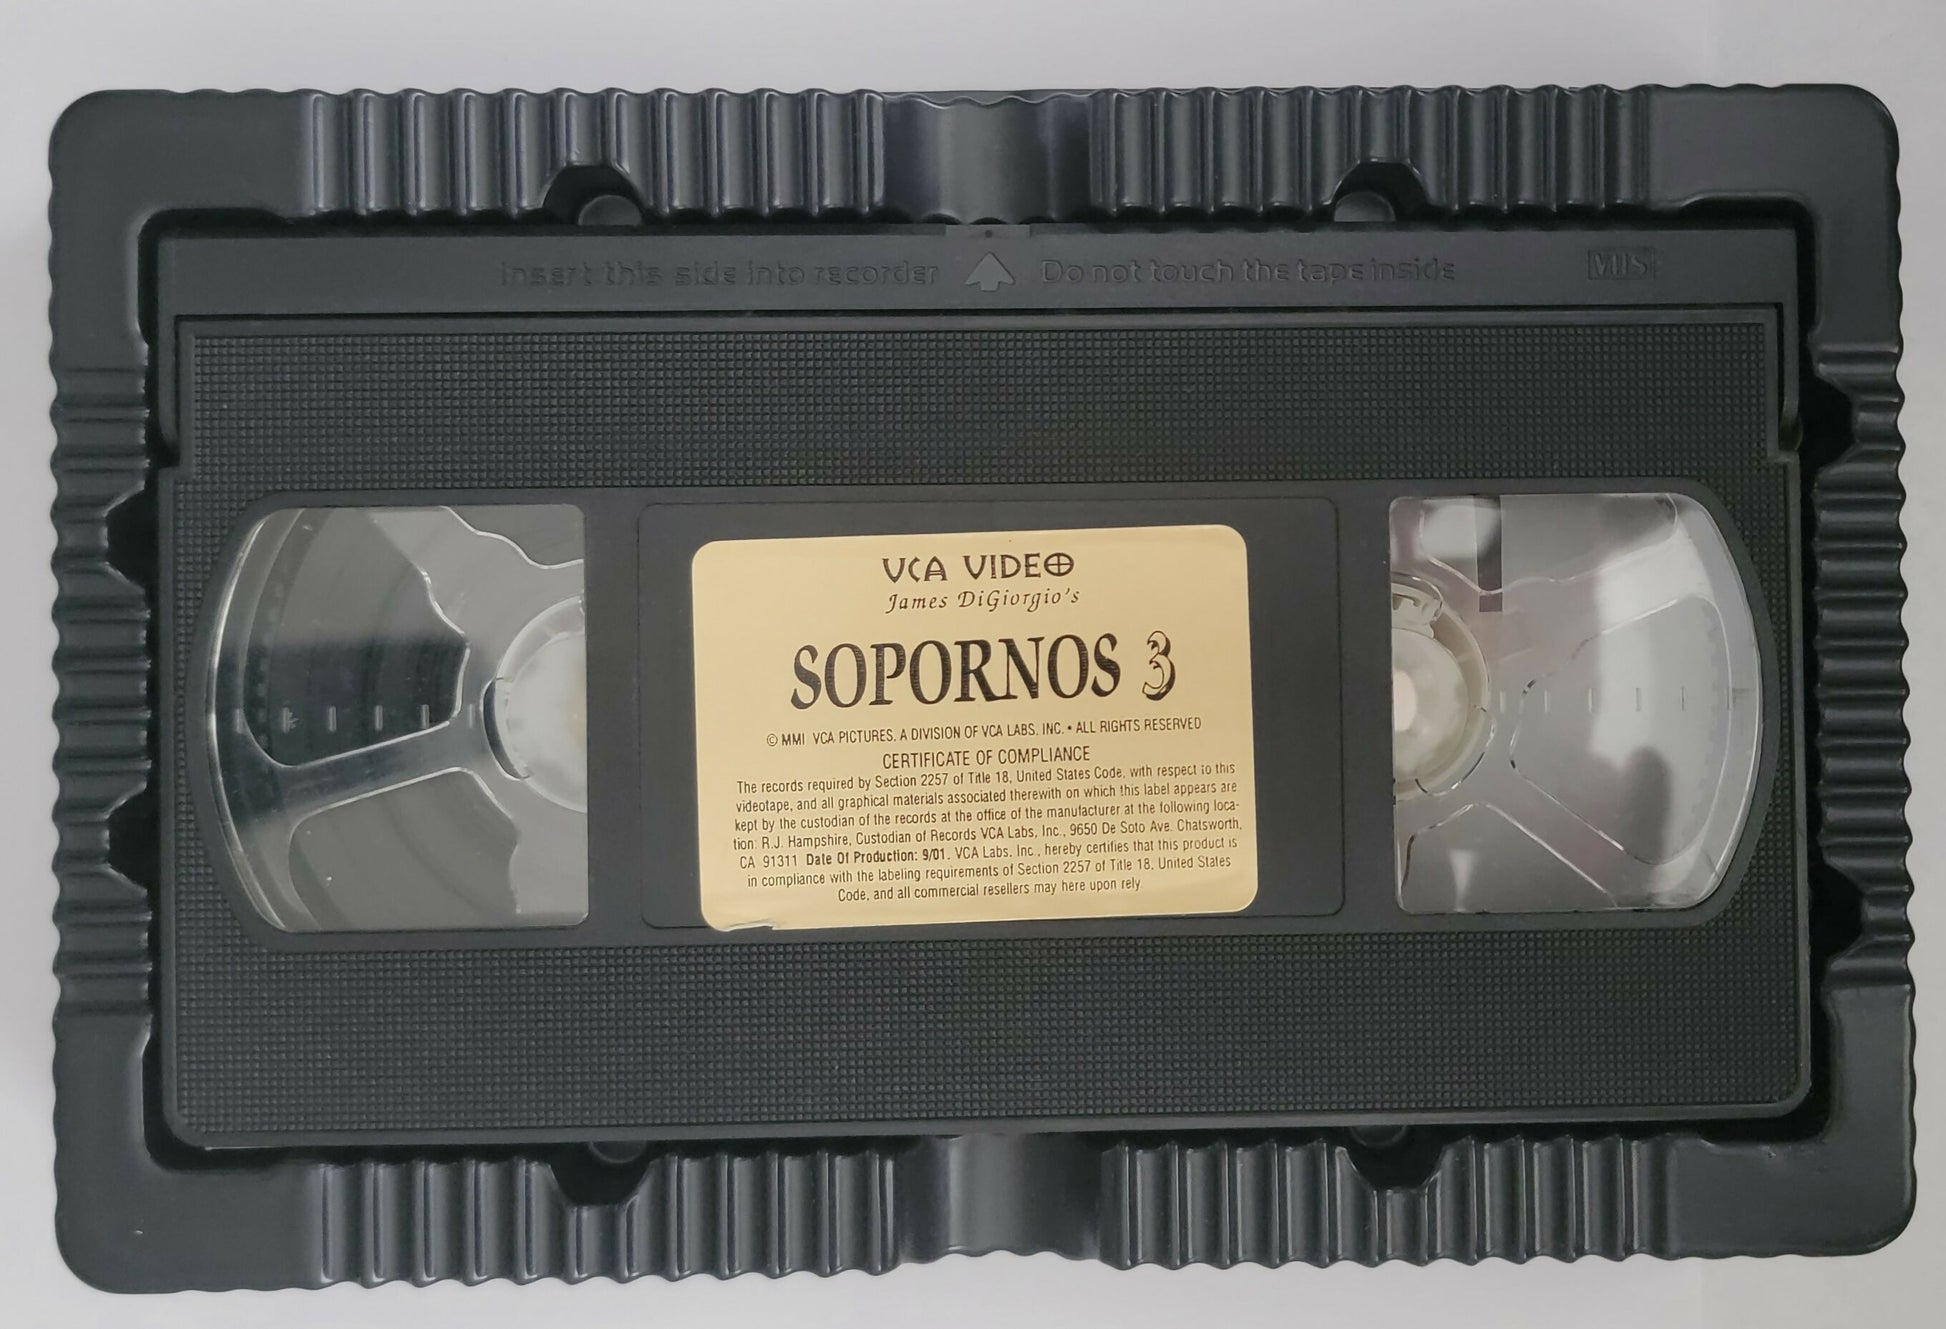 Insert this side into recorder Do not touch the tape inside VHS
VCA VIDEO
James DiGiorgio's
SOPORNOS 3
© MMI VCA PICTURES, A DIVISION OF VCA LABS, INC. • ALL RIGHTS RESERVED
CERTIFICATE OF COMPLIANCE
The records required by Section 2257 of Title 18, United States Code, with respect to this
videotape, and all graphical materials associated therewith on which this label appears are
kept by the custodian of the records at the office of the manufacturer at the following loca-
tion: R.J. Hampshire, Custodian of Records VCA Labs, Inc., 9650 De Soto Ave. Chatsworth,
CA 91311 Date Of Production: 9/01. VCA Labs. Inc., hereby certifies that this product is
in compliance with the labeling requirements of Section 2257 of Title 18, United States
Code, and all commercial resellers may here upon rely.